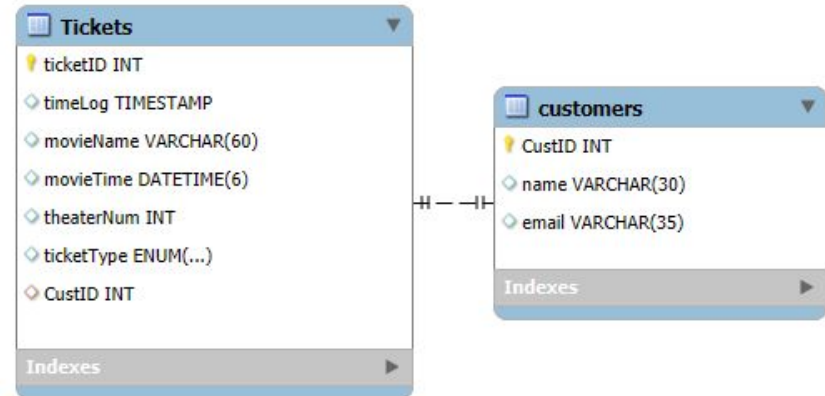 Tickets
ticketID INT
timeLog TIMESTAMP
movieName VARCHAR(60)
movieTime DATETIME(6)
theaterNum INT
ticketType ENUM(...)
CustID INT
Indexes
customers
CustID INT
name VARCHAR(30)
email VARCHAR(35)
Indexes